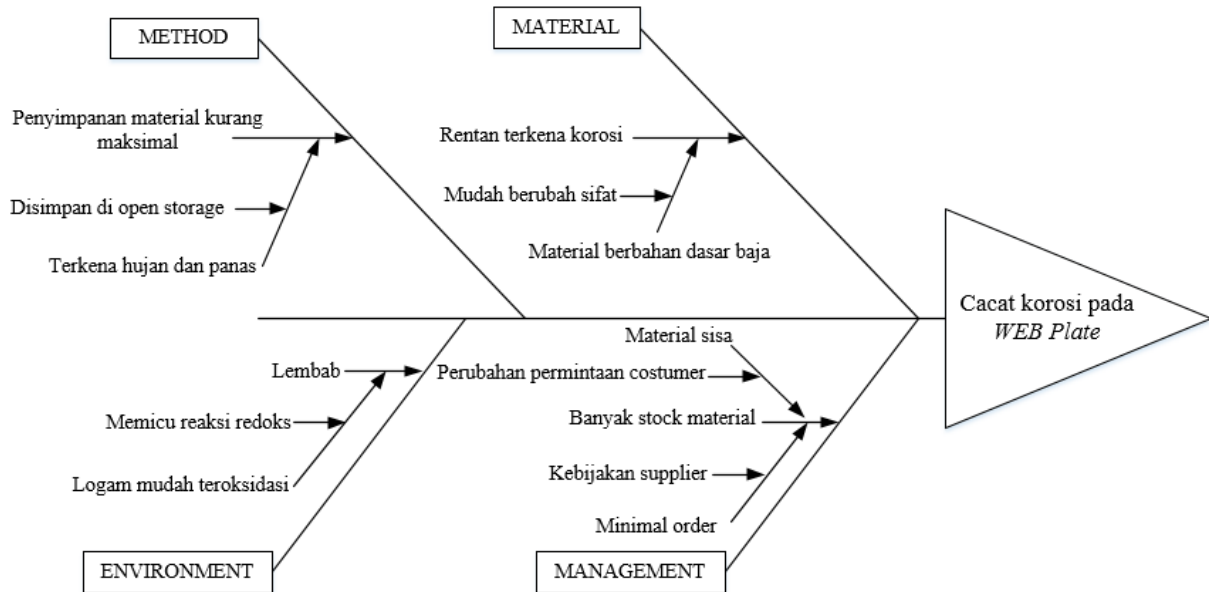 METHOD
MATERIAL
Penyimpanan material kurang
maksimal
Rentan terkena korosi
Disimpan di open storage
Mudah berubah sifat
Terkena hujan dan panas
Material berbahan dasar baja
Cacat korosi pada
WEB Plate
Material sisa
Lembab
Perubahan permintaan costumer
Memicu reaksi redoks
Banyak stock material
Logam mudah teroksidasi
Kebijakan supplier
Minimal order
ENVIRONMENT
MANAGEMENT